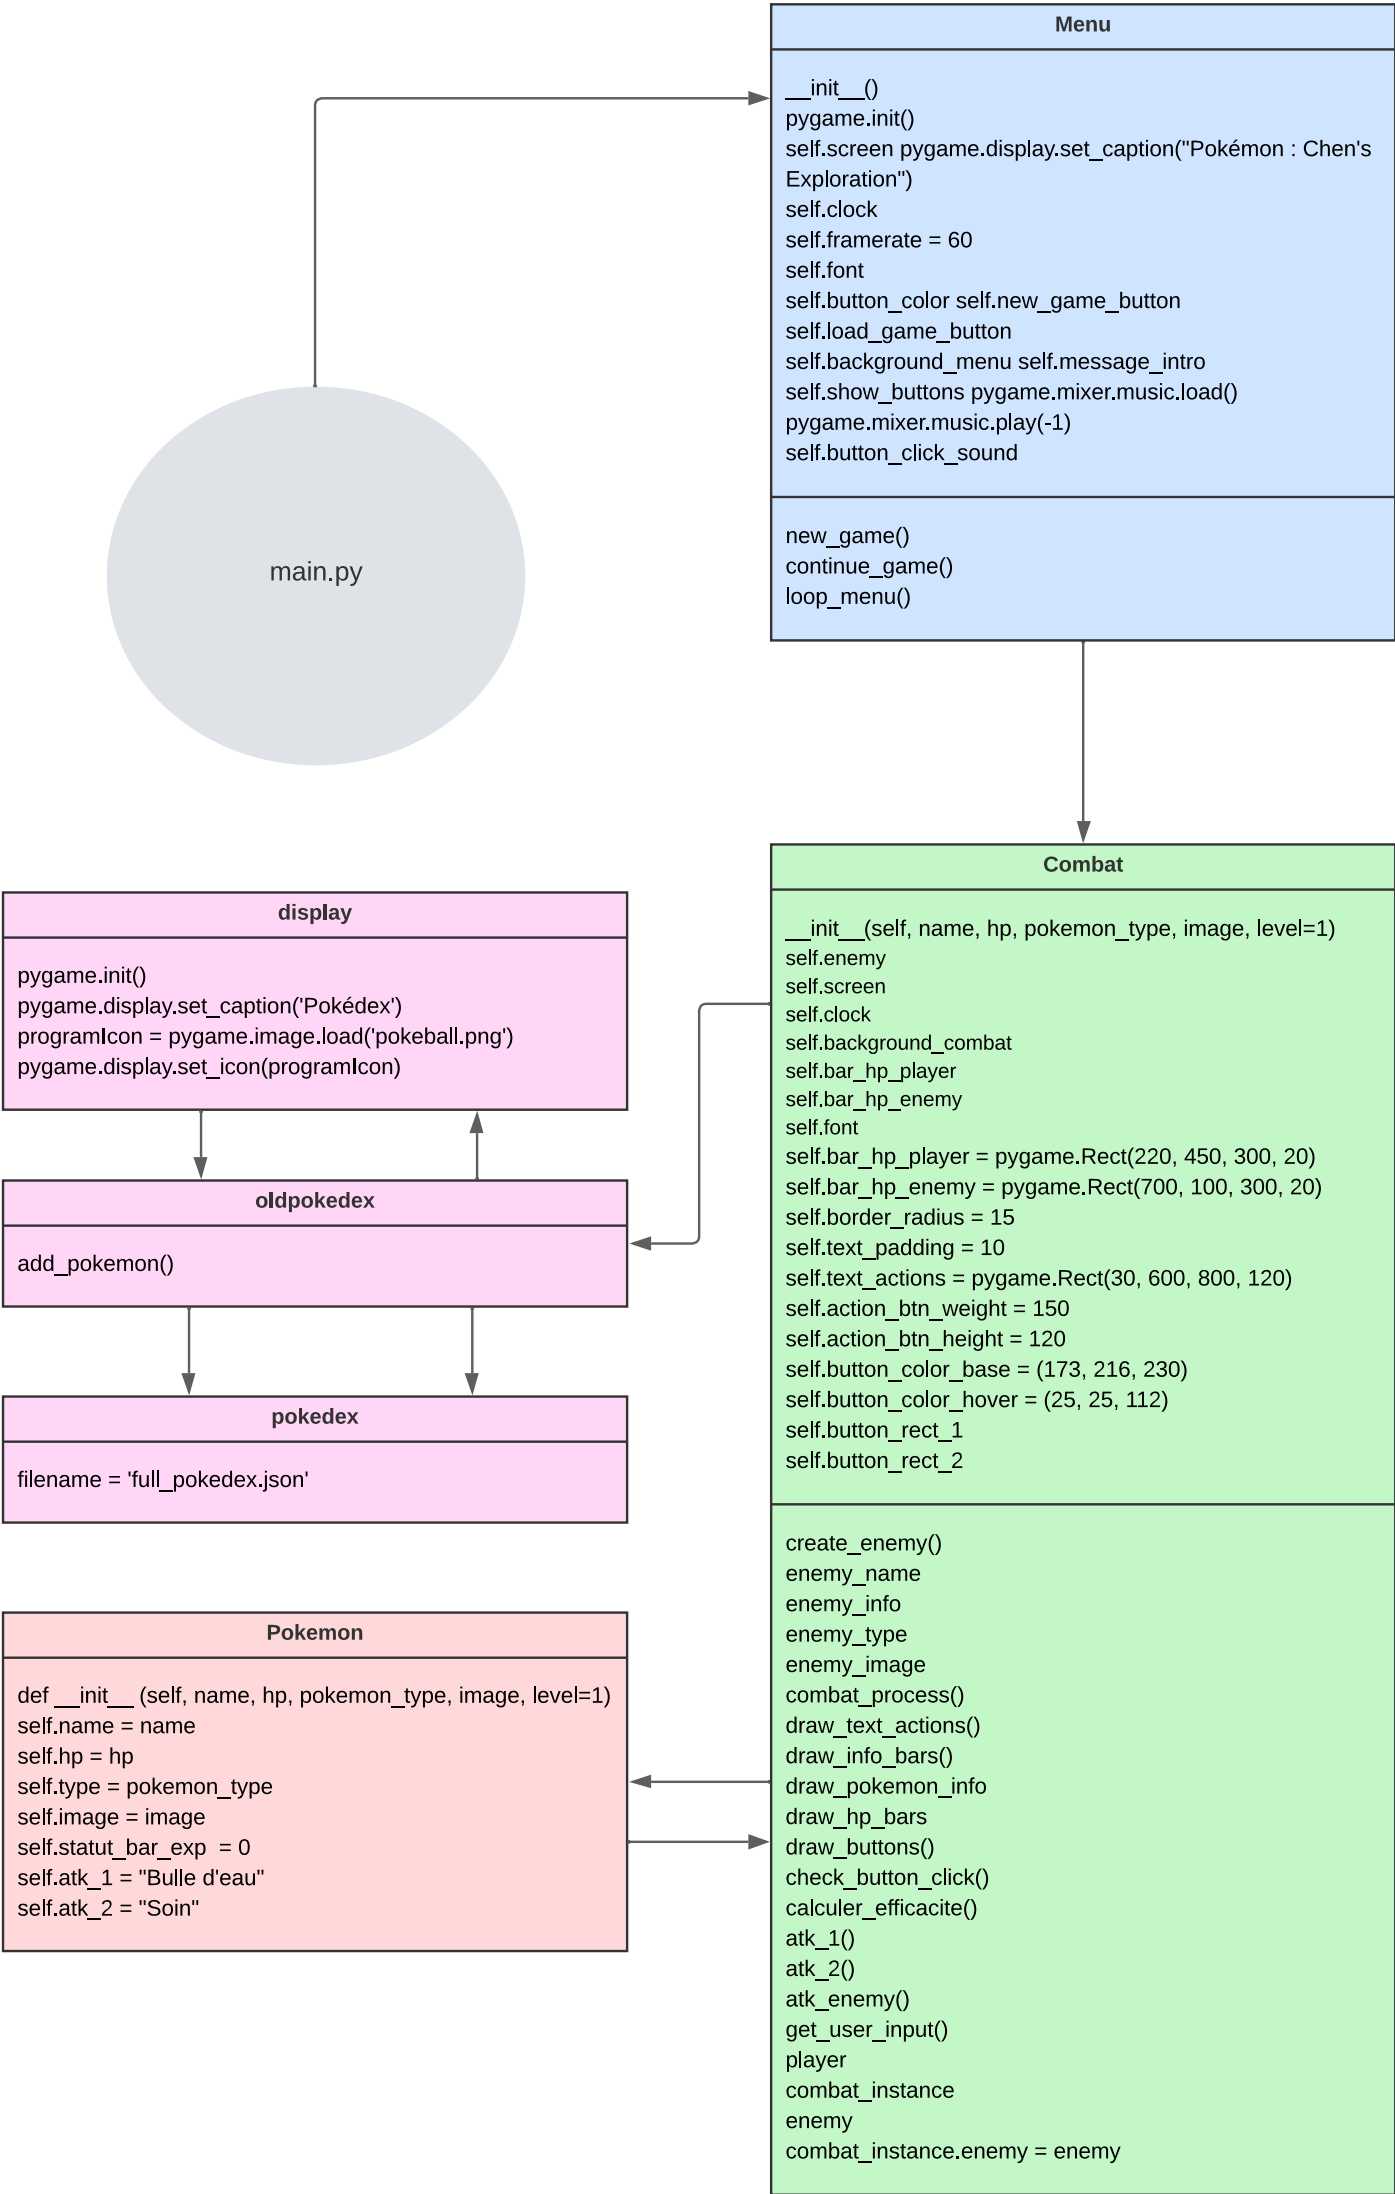 Menu
__init__()
pygame.init()
self.screen pygame.display.set_caption("Pokémon : Chen's
Exploration")
self.clock
self.framerate = 60
self.font
self.button_color self.new_game_button
self.load_game_button
self.background_menu self.message_intro
self.show_buttons pygame.mixer.music.load()
pygame.mixer.music.play(-1)
self.button_click_sound
new_game()
continue_game()
loop_menu()
main.py
display
pygame.init()
pygame.display.set_caption('Pokédex')
programIcon = pygame.image.load('pokeball.png')
pygame.display.set_icon(programIcon)
oldpokedex
add_pokemon()
pokedex
filename = 'full_pokedex.json'
Pokemon
def __init__ (self, name, hp, pokemon_type, image, level=1)
self.name = name
self.hp = hp
self.type = pokemon_type
self.image = image
self.statut_bar_exp  = 0
self.atk_1 = "Bulle d'eau"
self.atk_2 = "Soin"
Combat
__init__(self, name, hp, pokemon_type, image, level=1)
self.enemy
self.screen
self.clock
self.background_combat
self.bar_hp_player
self.bar_hp_enemy
self.font
self.bar_hp_player = pygame.Rect(220, 450, 300, 20)
self.bar_hp_enemy = pygame.Rect(700, 100, 300, 20)
self.border_radius = 15
self.text_padding = 10
self.text_actions = pygame.Rect(30, 600, 800, 120)
self.action_btn_weight = 150
self.action_btn_height = 120
self.button_color_base = (173, 216, 230)
self.button_color_hover = (25, 25, 112)
self.button_rect_1
self.button_rect_2
create_enemy()
enemy_name
enemy_info
enemy_type
enemy_image
combat_process()
draw_text_actions()
draw_info_bars()
draw_pokemon_info
draw_hp_bars
draw_buttons()
check_button_click()
calculer_efficacite()
atk_1()
atk_2()
atk_enemy()
get_user_input()
player
combat_instance
enemy
combat_instance.enemy = enemy